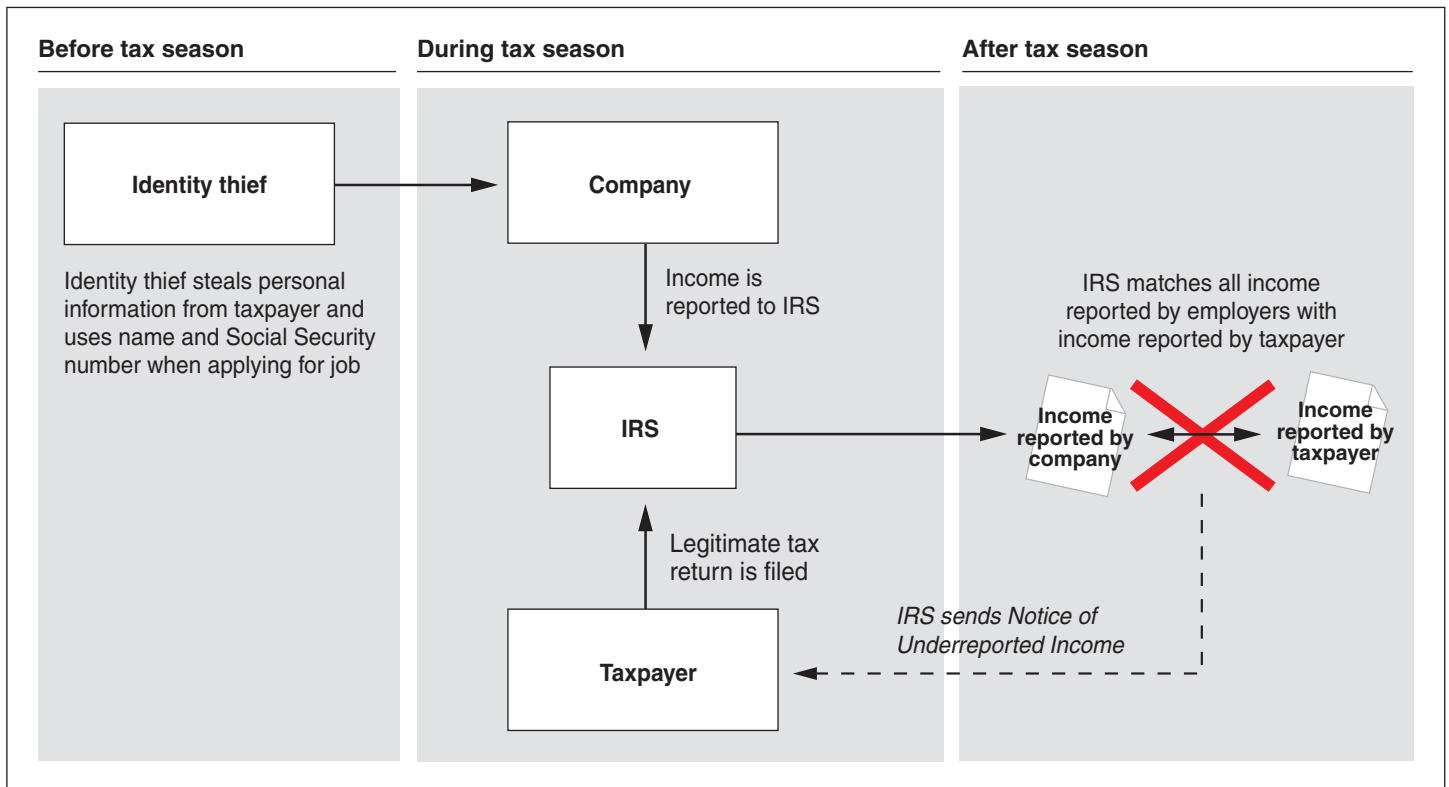 Before tax season
During tax season
After tax season
Identity thief
Identity thief steals personal
information from taxpayer and
uses name and Social Security
number when applying for job
Company
Income is
reported to IRS
IRS
Legitimate tax
return is filed
Taxpayer
IRS matches all income
reported by employers with
income reported by taxpayer
Income
reported by
company
Income
reported by
taxpayer
IRS sends Notice of
Underreported Income